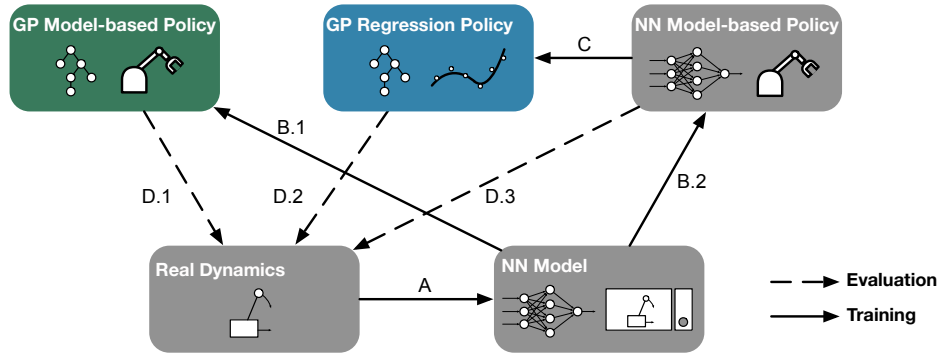 GP Model-based Policy
GP Regression Policy
NN Model-based Policy
C
B.1
B.2
D.1
D.2
D.3
Real Dynamics
NN Model
A
Evaluation
Training